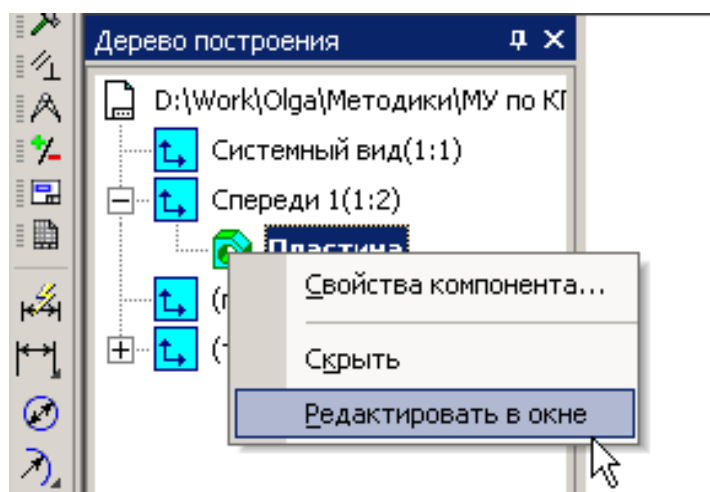 Дерево построения
D:\Work\Olga\Методики\МУ по КГ
Системный вид(1:1)
Спереди 1(1:2)
Пластина
Свойства компонента...
Скрыть
Редактировать в окне